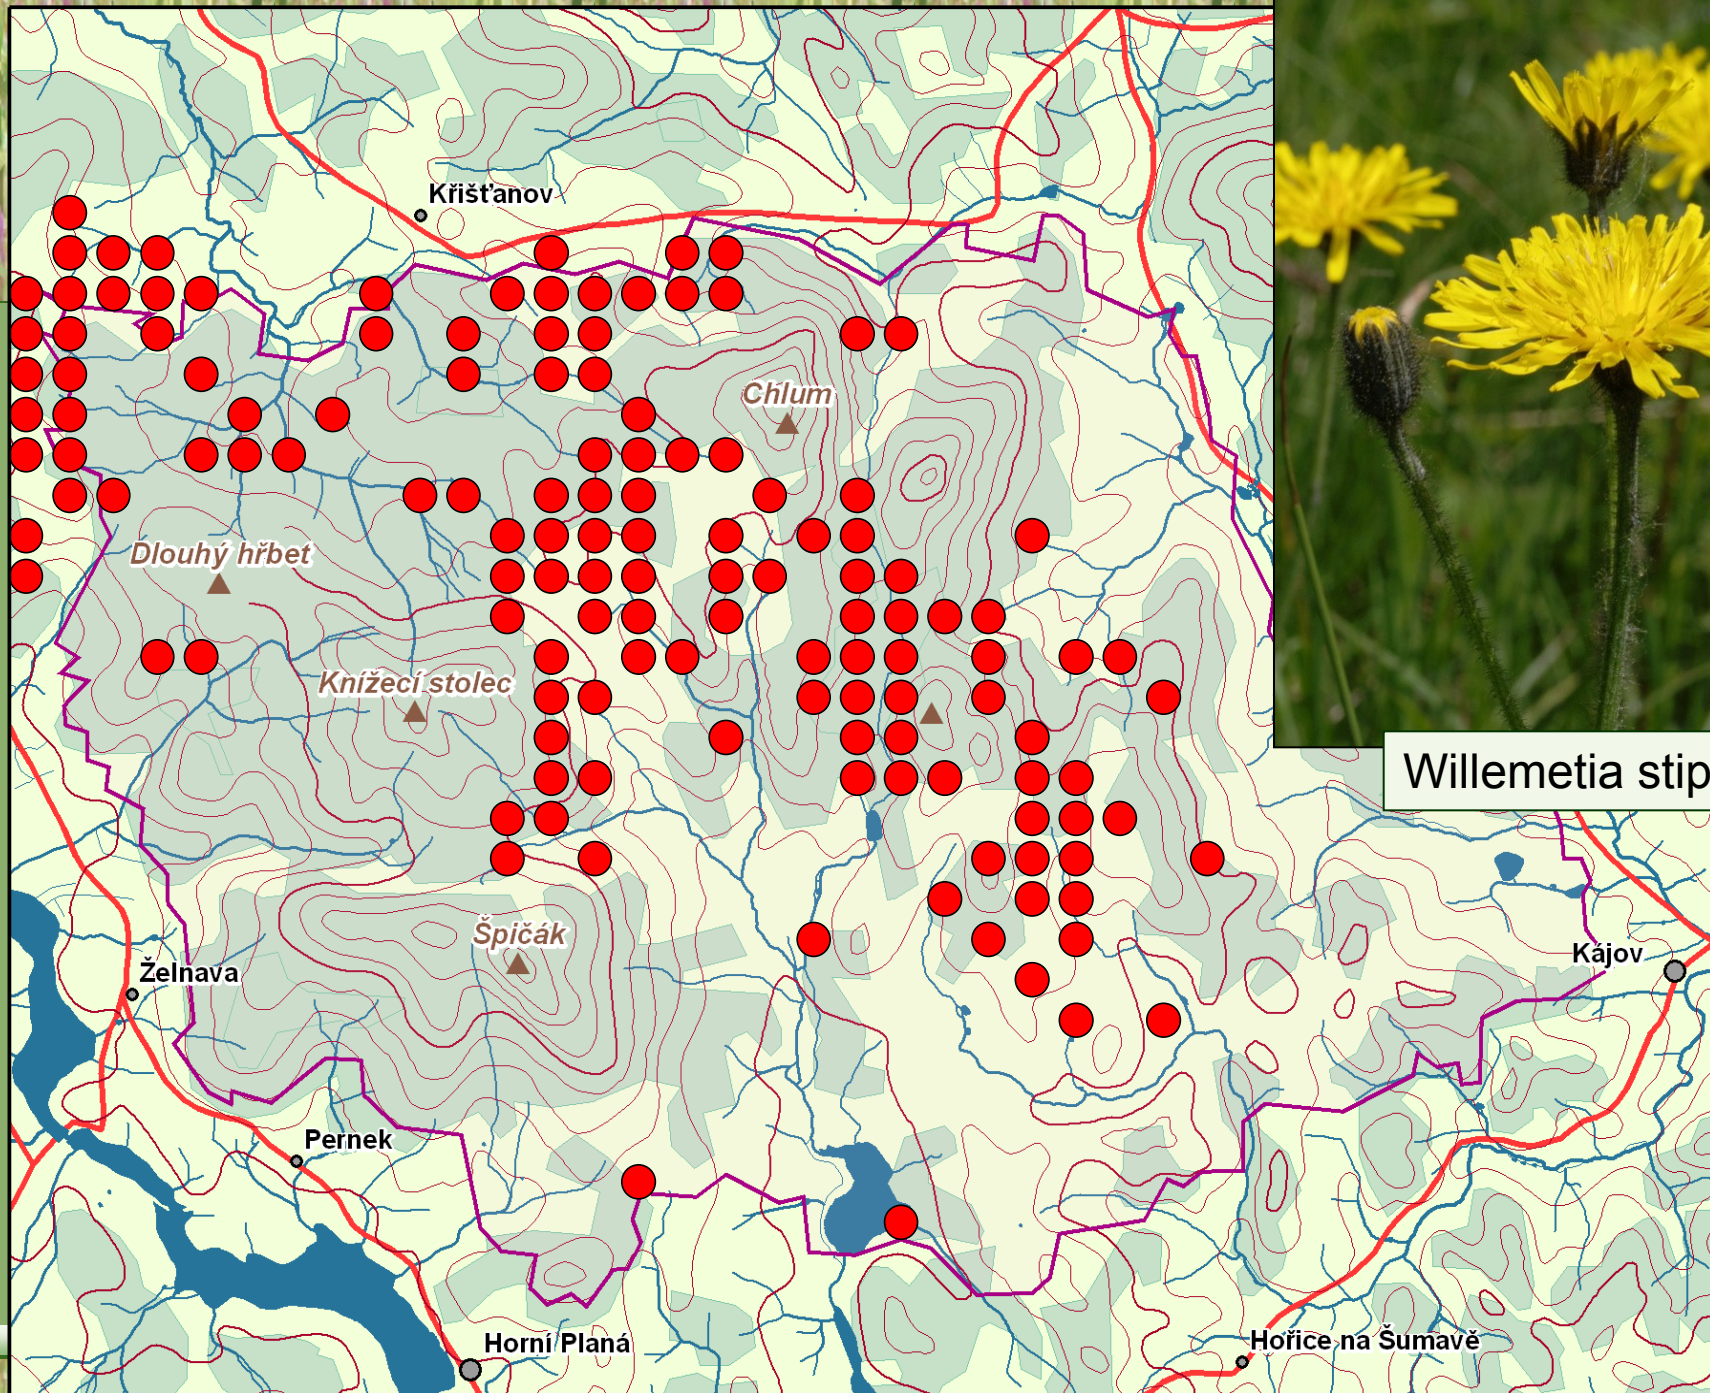 Křišťanov
Chlum
Dlouhý hřbet
Knížecí stolec
Willemetia stip
Špičák
Kájov
Želnava
Pernek
Horní Planá
Hořice na Šumavě